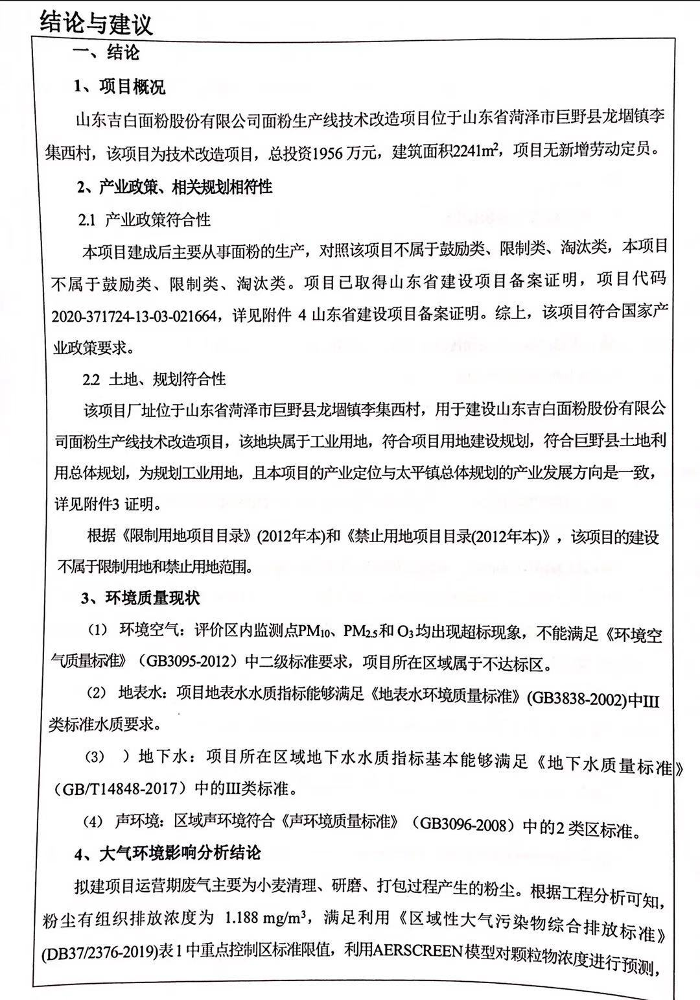 结论与建议
一、结论
1、项目概况
山东吉白面粉股份有限公司面粉生产线技术改造项目位于山东省菏泽市巨野县龙堌镇李
集西村，该项目为技术改造项目，总投资1956 万元，建筑面积2241m²，项目无新增劳动定员。
2、产业政策、相关规划相符性
2.1 产业政策符合性
本项目建成后主要从事面粉的生产，对照该项目不属于鼓励类、限制类、淘汰类，本项目
不属于鼓励类、限制类、淘汰类。项目已取得山东省建设项目备案证明，项目代码
2020-371724-13-03-021664，详见附件 4 山东省建设项目备案证明。综上，该项目符合国家产
业政策要求。
2.2 土地、规划符合性
该项目厂址位于山东省菏泽市巨野县龙堌镇李集西村，用于建设山东吉白面粉股份有限公
司面粉生产线技术改造项目，该地块属于工业用地，符合项目用地建设规划，符合巨野县土地利
用总体规划，为规划工业用地，且本项目的产业定位与太平镇总体规划的产业发展方向是一致，
详见附件3 证明。
根据《限制用地项目目录》(2012年本)和《禁止用地项目目录(2012年本)》，该项目的建设
不属于限制用地和禁止用地范围。
3、环境质量现状
（1） 环境空气：评价区内监测点PM₁₀、PM₂.₅和 O₃均出现超标现象，不能满足《环境空
气质量标准》（GB3095-2012）中二级标准要求，项目所在区域属于不达标区。
（2） 地表水：项目地表水水质指标能够满足《地表水环境质量标准》(GB3838-2002)中III
类标准水质要求。
（3） ）地下水：项目所在区域地下水水质指标基本能够满足《地下水质量标准》
（GB/T14848-2017）中的III类标准。
（4） 声环境：区域声环境符合《声环境质量标准》（GB3096-2008）中的2 类区标准。
4、大气环境影响分析结论
拟建项目运营期废气主要为小麦清理、研磨、打包过程产生的粉尘。根据工程分析可知，
粉尘有组织排放浓度为 1.188 mg/m³，满足利用《区域性大气污染物综合排放标准》
(DB37/2376-2019)表 1 中重点控制区标准限值，利用AERSCREEN模型对颗粒物浓度进行预测，